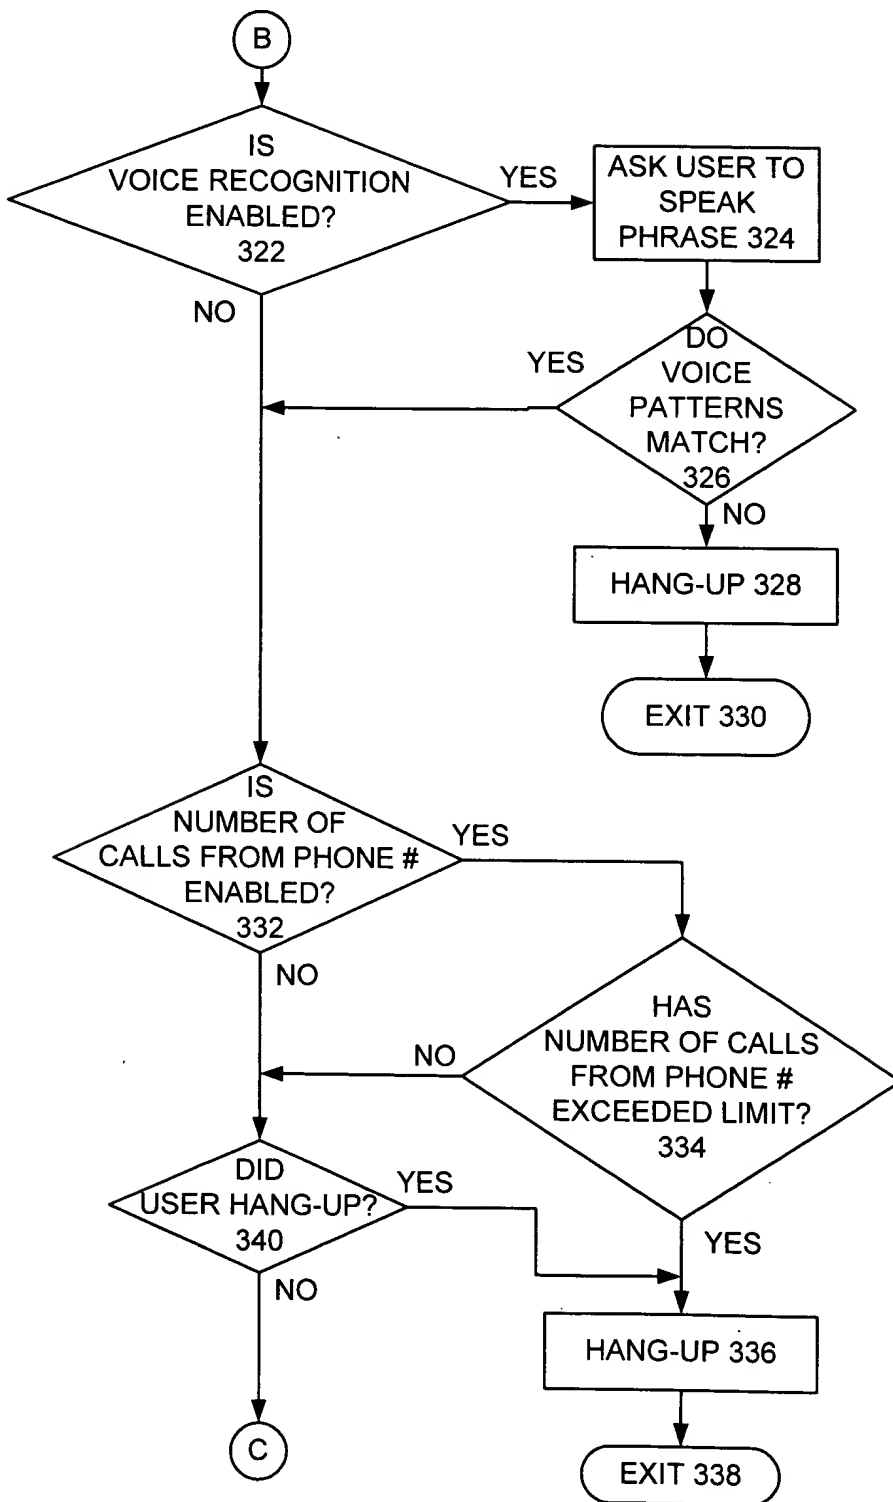 B
IS
VOICE RECOGNITION
ENABLED?
322
YES
ASK USER TO
SPEAK
PHRASE 324
NO
YES
DO
VOICE
PATTERNS
MATCH?
326
NO
HANG-UP 328
EXIT 330
IS
NUMBER OF
CALLS FROM PHONE #
ENABLED?
332
YES
NO
HAS
NUMBER OF CALLS
FROM PHONE #
EXCEEDED LIMIT?
334
NO
YES
DID
USER HANG-UP?
340
YES
NO
HANG-UP 336
C
EXIT 338